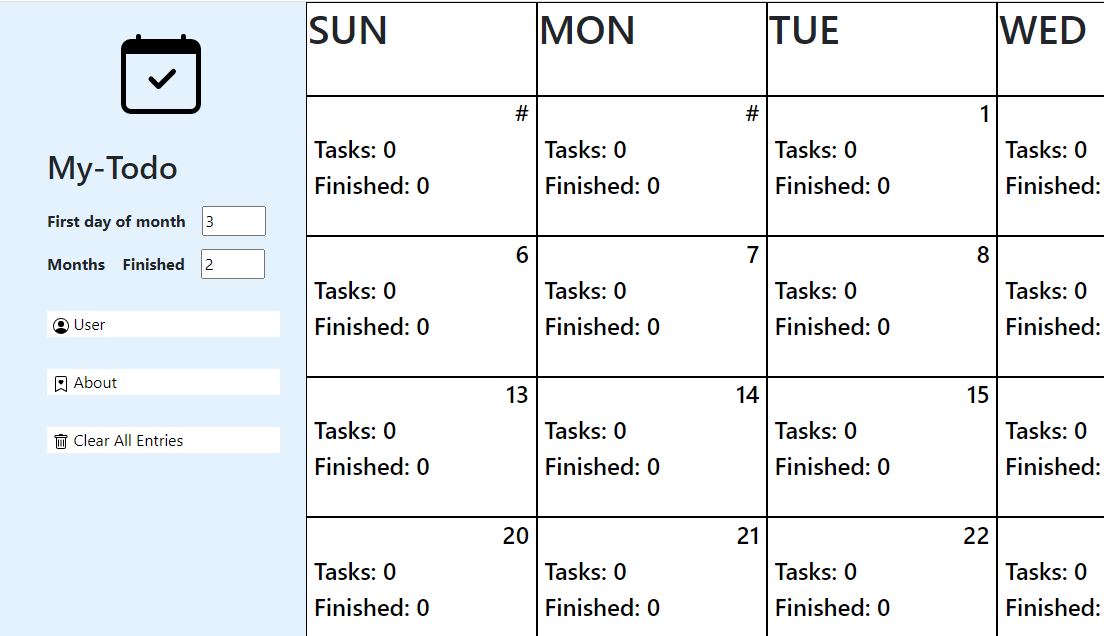 My-Todo
First day of month 3
Months Finished 2
User
About
Clear All Entries
SUN MON TUE WED
# # 1
Tasks: 0 Tasks: 0 Tasks: 0 Tasks: 0
Finished: 0 Finished: 0 Finished: 0 Finished:
6 7 8
Tasks: 0 Tasks: 0 Tasks: 0 Tasks: 0
Finished: 0 Finished: 0 Finished: 0 Finished:
13 14 15
Tasks: 0 Tasks: 0 Tasks: 0 Tasks: 0
Finished: 0 Finished: 0 Finished: 0 Finished:
20 21 22
Tasks: 0 Tasks: 0 Tasks: 0 Tasks: 0
Finished: 0 Finished: 0 Finished: 0 Finished: